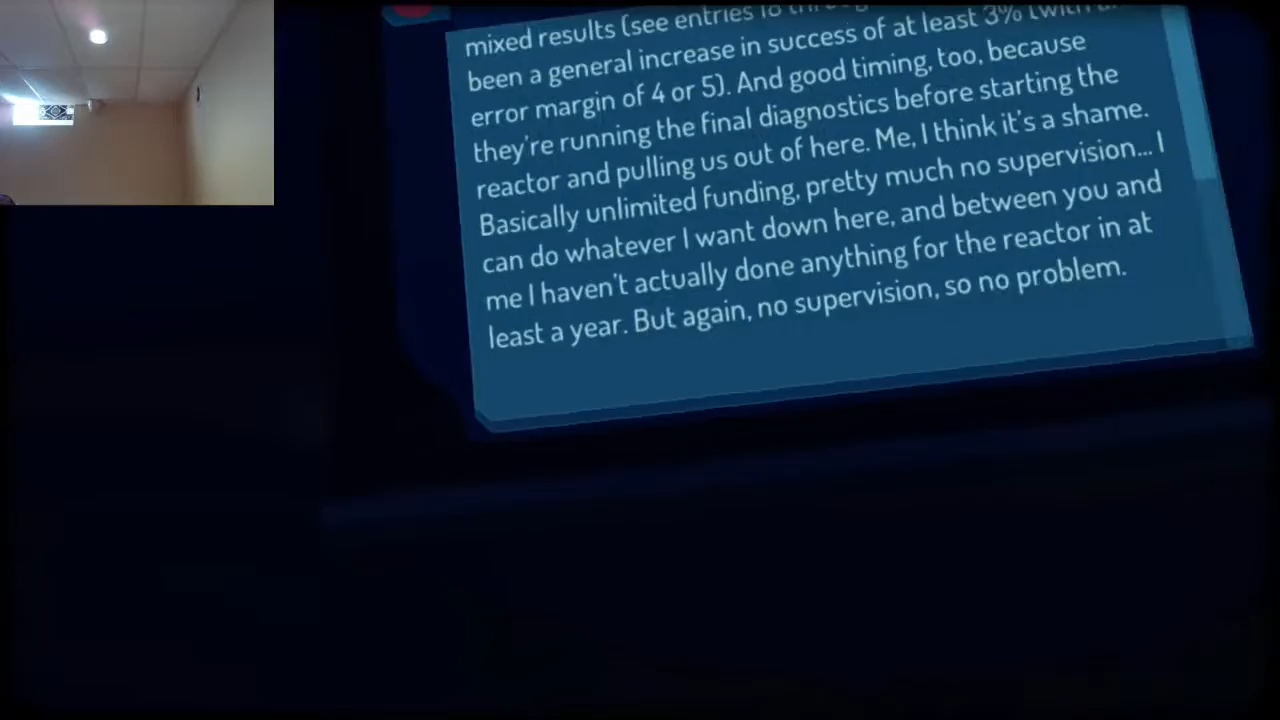 mixed results (see entries 10
been a general increase in success of at least 3%
error margin of 4 or 5). And good timing, too, because
they're running the final diagnostics before starting the
reactor and pulling us out of here. Me, I think it's a shame.
Basically unlimited funding, pretty much no supervision... I
can do whatever I want down here, and between you and
me I haven't actually done anything for the reactor in at
least a year. But again, no supervision, so no problem.